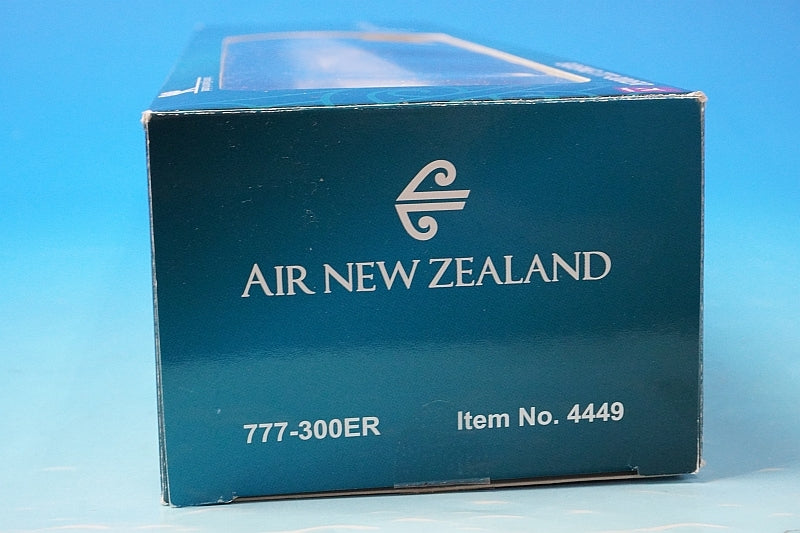 AIR NEW ZEALAND
777-300ER
Item No. 4449